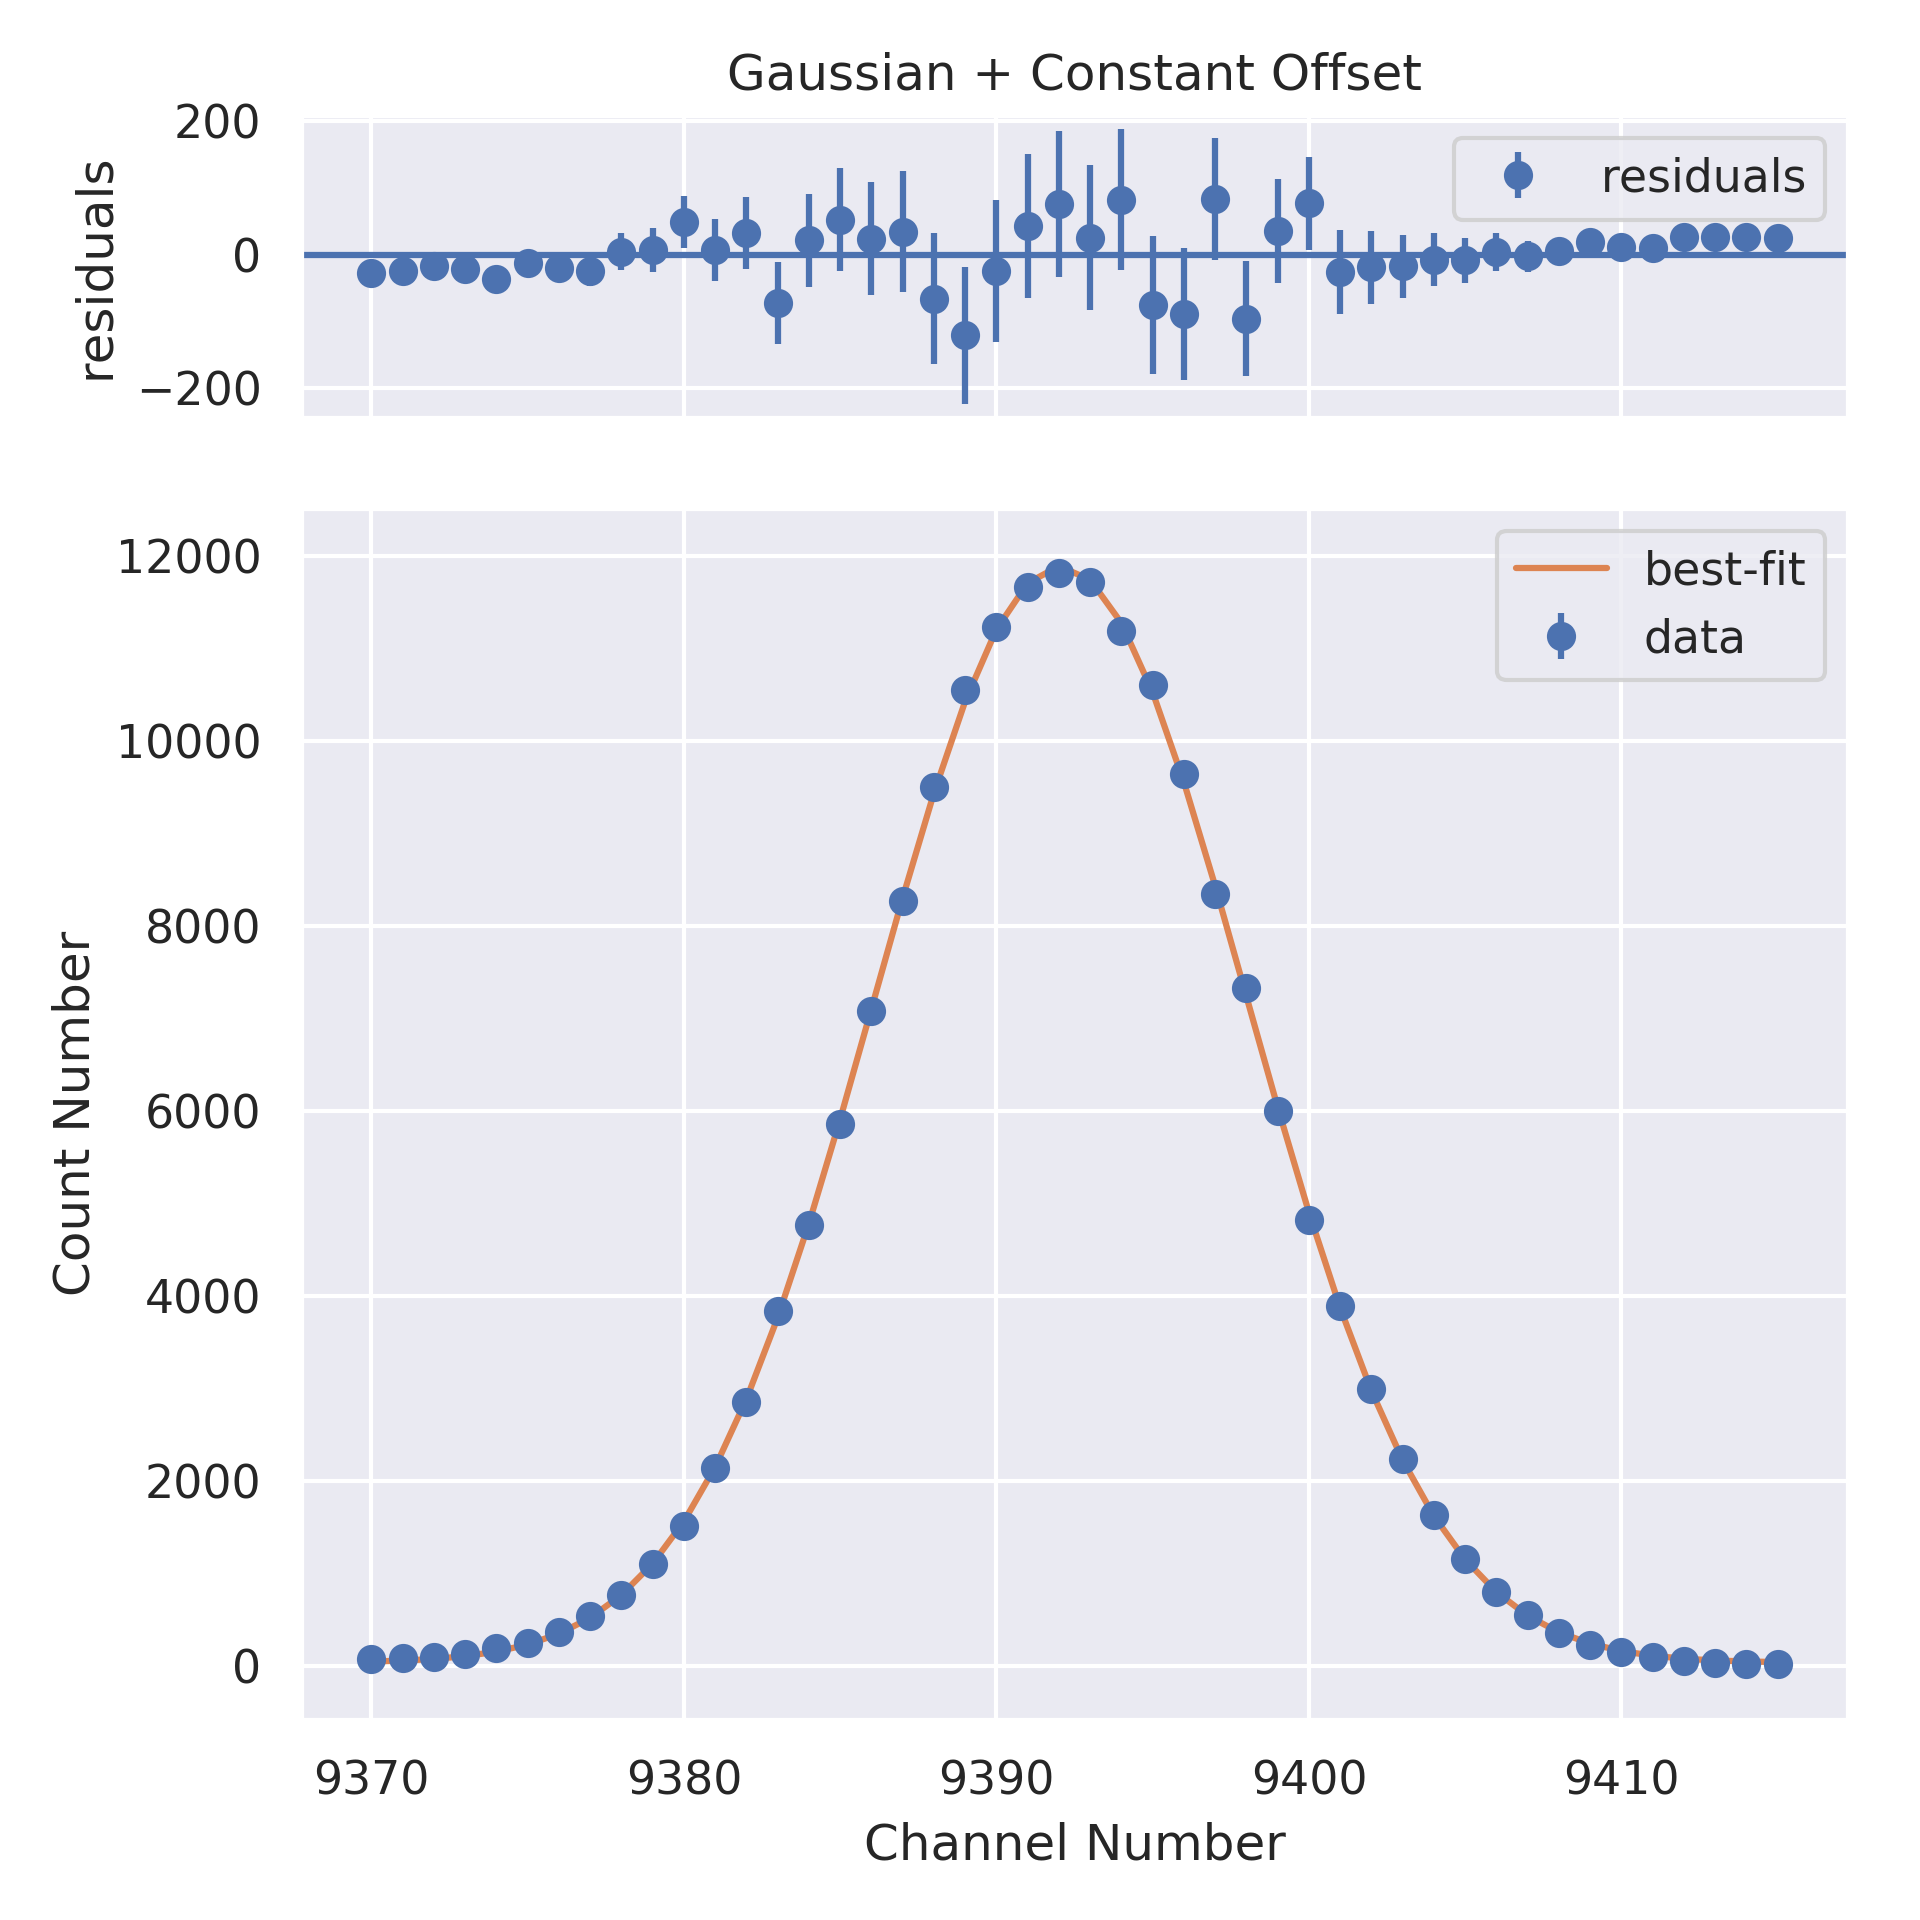 Gaussian + Constant Offset
200
0
−200
residuals
residuals
12000
10000
8000
6000
4000
2000
0
Count Number
best-fit
data
9370 9380 9390 9400 9410
Channel Number